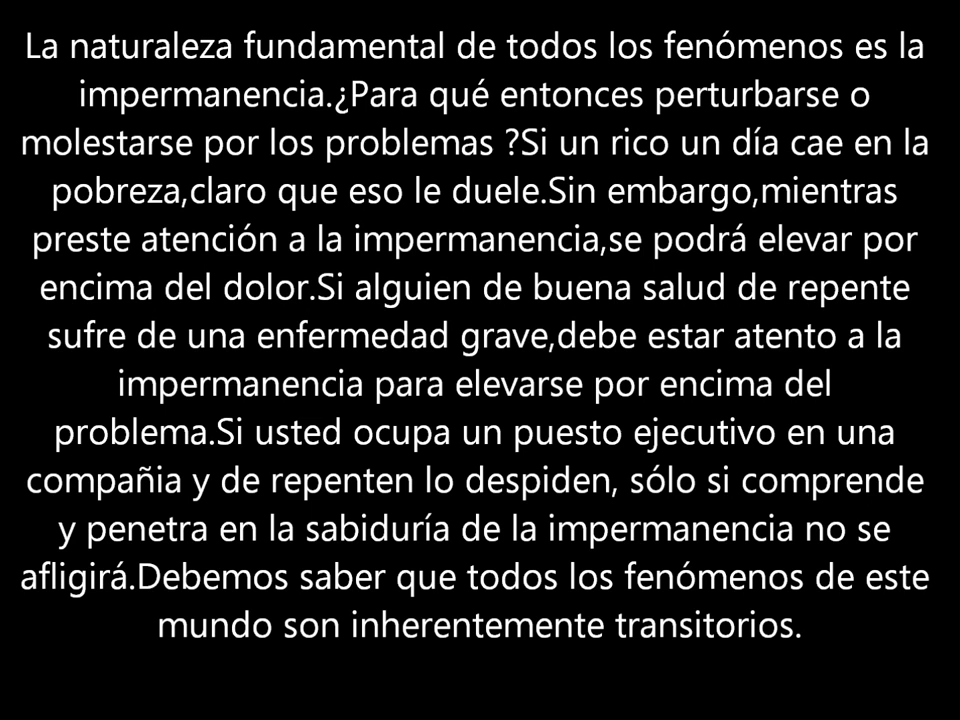 La naturaleza fundamental de todos los fenómenos es la
impermanencia.¿Para qué entonces perturbarse o
molestarse por los problemas ?Si un rico un día cae en la
pobreza,claro que eso le duele.Sin embargo,mientras
preste atención a la impermanencia,se podrá elevar por
encima del dolor.Si alguien de buena salud de repente
sufre de una enfermedad grave,debe estar atento a la
impermanencia para elevarse por encima del
problema.Si usted ocupa un puesto ejecutivo en una
compañia y de repenten lo despiden, sólo si comprende
y penetra en la sabiduría de la impermanencia no se
afligirá.Debemos saber que todos los fenómenos de este
mundo son inherentemente transitorios.